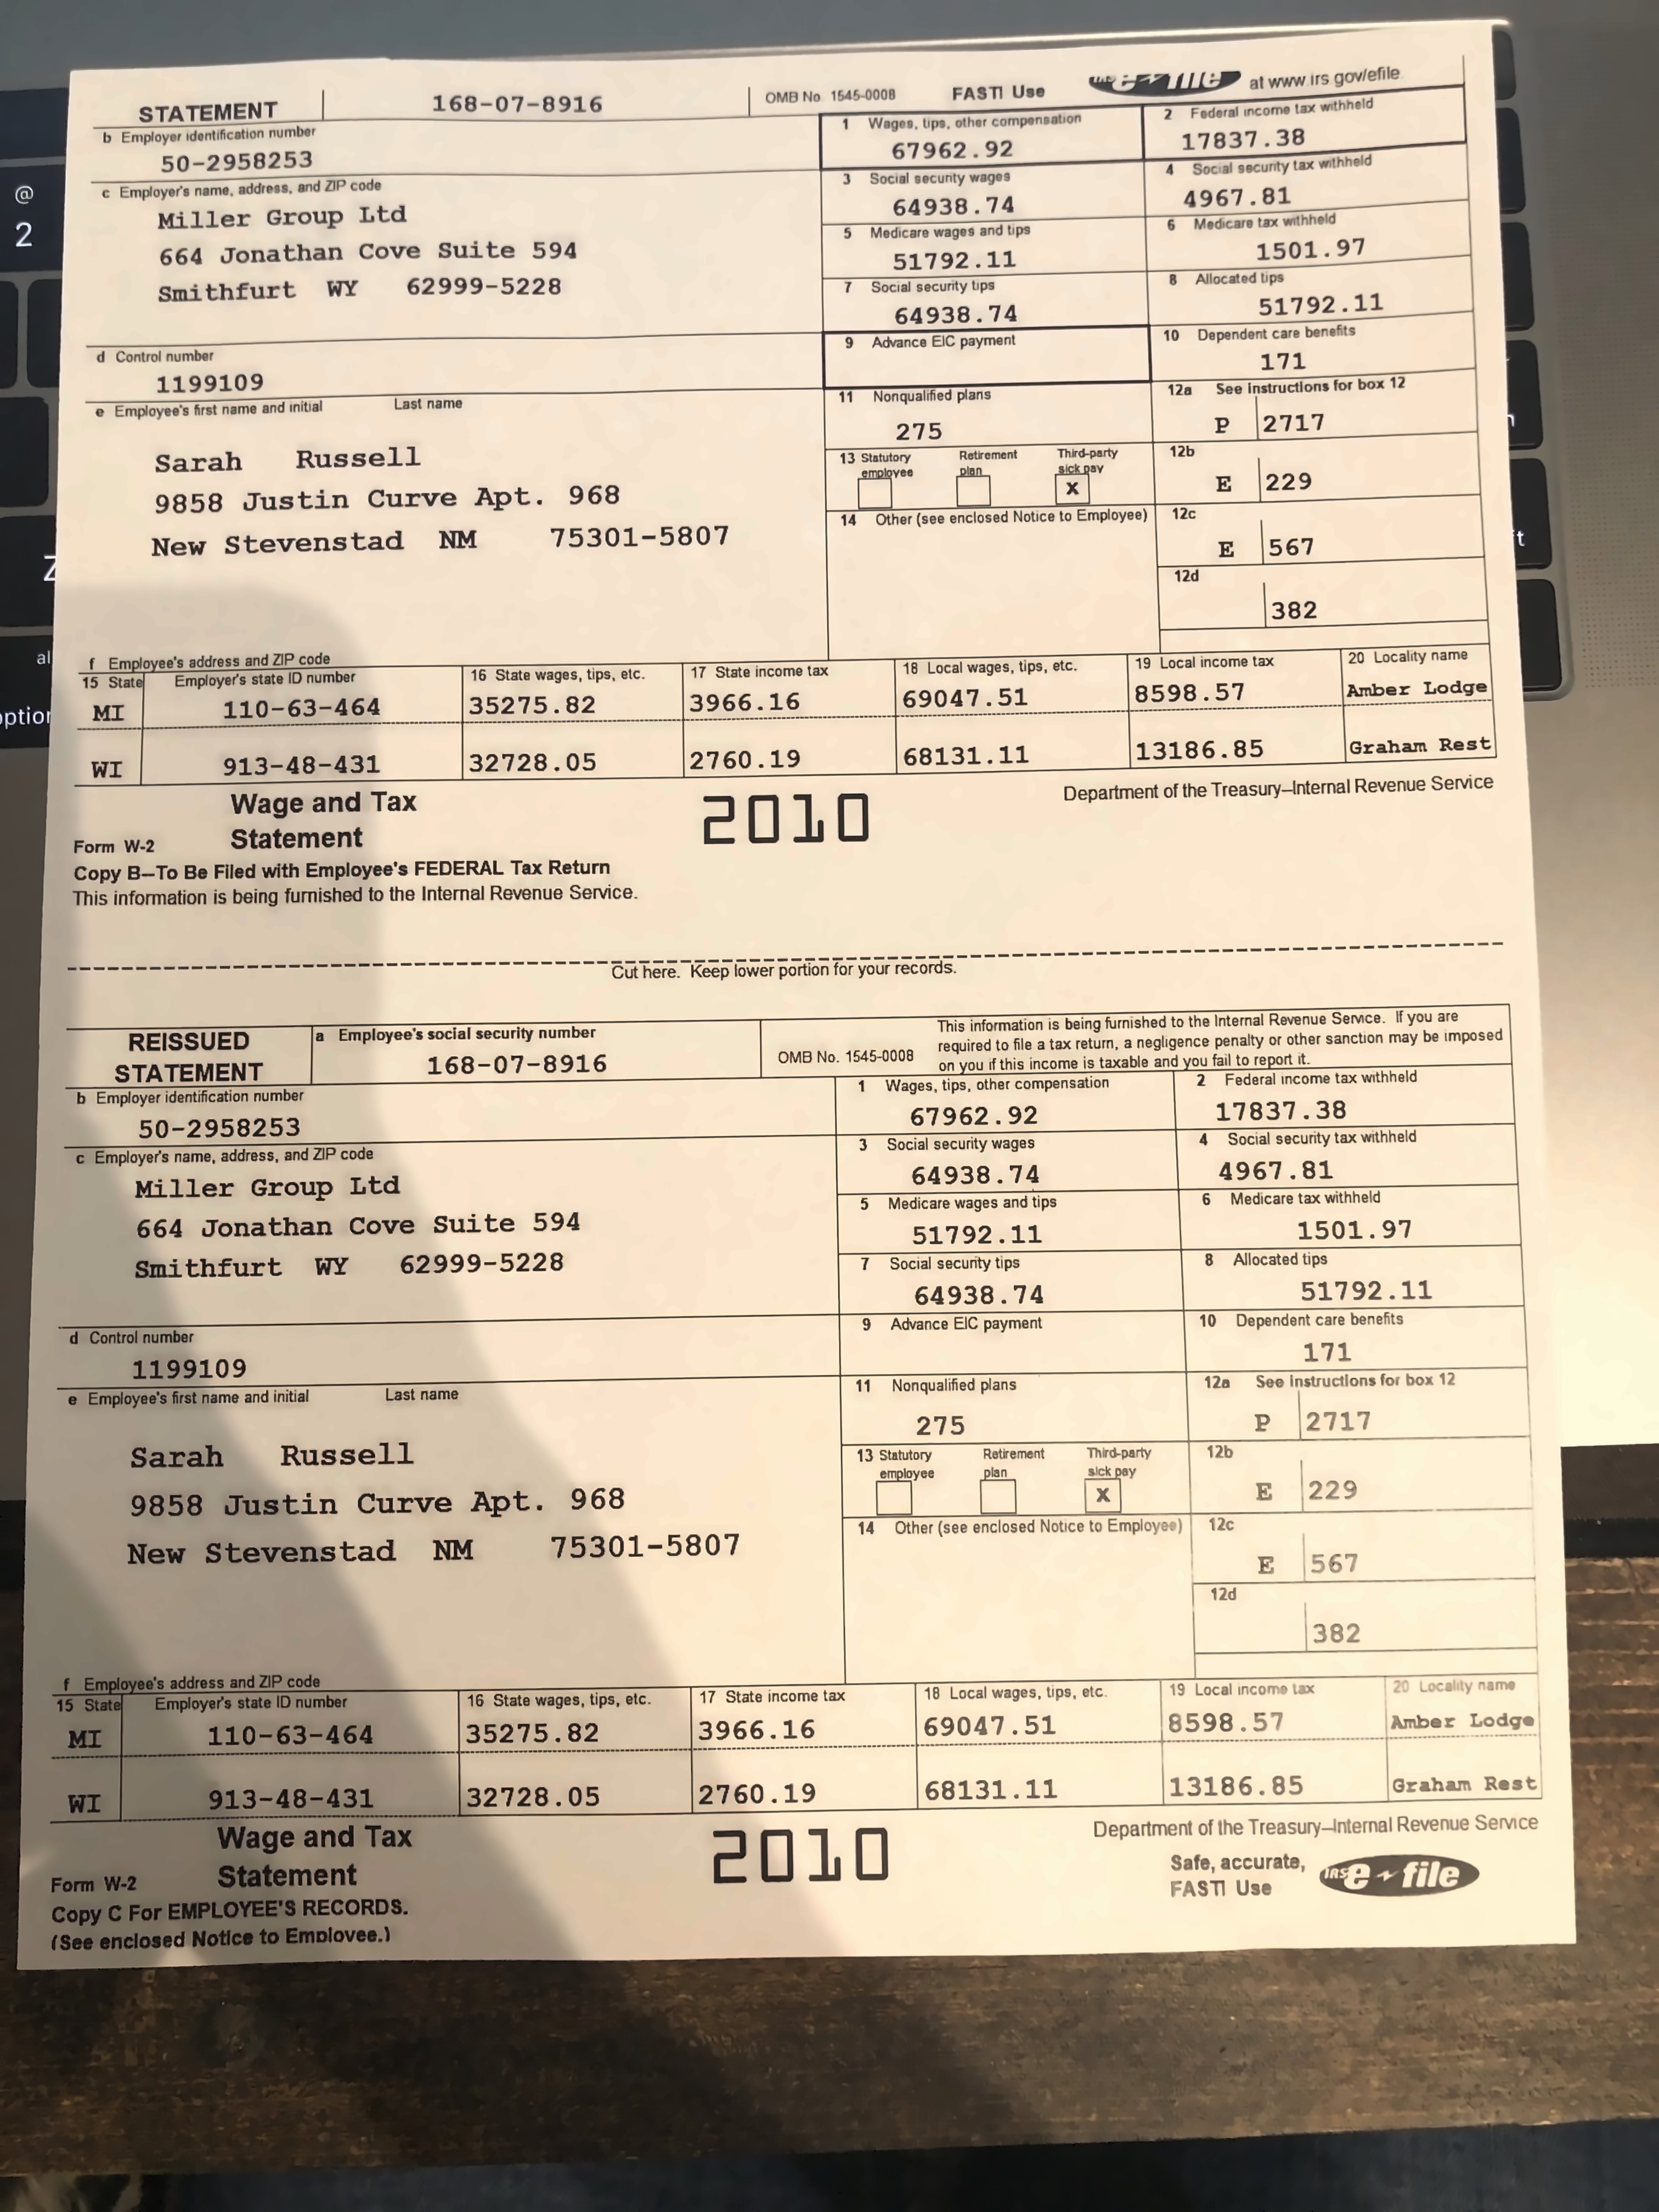 STATEMENT 168-07-8916 OMB No. 1545-0008 FAST! Use IRS e-file at www.irs.gov/efile.
b Employer identification number 1 Wages, tips, other compensation 2 Federal income tax withheld
50-2958253 67962.92 17837.38
c Employer's name, address, and ZIP code 3 Social security wages 4 Social security tax withheld
Miller Group Ltd 64938.74 4967.81
664 Jonathan Cove Suite 594 5 Medicare wages and tips 6 Medicare tax withheld
Smithfurt WY 62999-5228 51792.11 1501.97
7 Social security tips 8 Allocated tips
64938.74 51792.11
d Control number 9 Advance EIC payment 10 Dependent care benefits
1199109 171
e Employee's first name and initial Last name 11 Nonqualified plans 12a See instructions for box 12
275 P 2717
Sarah Russell 13 Statutory employee Retirement plan Third-party sick pay 12b
9858 Justin Curve Apt. 968 X E 229
New Stevenstad NM 75301-5807 14 Other (see enclosed Notice to Employee) 12c
E 567
12d
382
f Employee's address and ZIP code
15 State Employer's state ID number 16 State wages, tips, etc. 17 State income tax 18 Local wages, tips, etc. 19 Local income tax 20 Locality name
MI 110-63-464 35275.82 3966.16 69047.51 8598.57 Amber Lodge
WI 913-48-431 32728.05 2760.19 68131.11 13186.85 Graham Rest
Wage and Tax 2010 Department of the Treasury–Internal Revenue Service
Form W-2 Statement
Copy B–To Be Filed with Employee's FEDERAL Tax Return
This information is being furnished to the Internal Revenue Service.
Cut here. Keep lower portion for your records.
REISSUED a Employee's social security number OMB No. 1545-0008 This information is being furnished to the Internal Revenue Service. If you are
STATEMENT 168-07-8916 required to file a tax return, a negligence penalty or other sanction may be imposed
on you if this income is taxable and you fail to report it.
b Employer identification number 1 Wages, tips, other compensation 2 Federal income tax withheld
50-2958253 67962.92 17837.38
c Employer's name, address, and ZIP code 3 Social security wages 4 Social security tax withheld
Miller Group Ltd 64938.74 4967.81
664 Jonathan Cove Suite 594 5 Medicare wages and tips 6 Medicare tax withheld
Smithfurt WY 62999-5228 51792.11 1501.97
7 Social security tips 8 Allocated tips
64938.74 51792.11
d Control number 9 Advance EIC payment 10 Dependent care benefits
1199109 171
e Employee's first name and initial Last name 11 Nonqualified plans 12a See instructions for box 12
275 P 2717
Sarah Russell 13 Statutory employee Retirement plan Third-party sick pay 12b
9858 Justin Curve Apt. 968 X E 229
New Stevenstad NM 75301-5807 14 Other (see enclosed Notice to Employee) 12c
E 567
12d
382
f Employee's address and ZIP code
15 State Employer's state ID number 16 State wages, tips, etc. 17 State income tax 18 Local wages, tips, etc. 19 Local income tax 20 Locality name
MI 110-63-464 35275.82 3966.16 69047.51 8598.57 Amber Lodge
WI 913-48-431 32728.05 2760.19 68131.11 13186.85 Graham Rest
Wage and Tax 2010 Department of the Treasury–Internal Revenue Service
Form W-2 Statement Safe, accurate, FAST! Use IRS e-file
Copy C For EMPLOYEE'S RECORDS.
(See enclosed Notice to Employee.)
@
2
Z